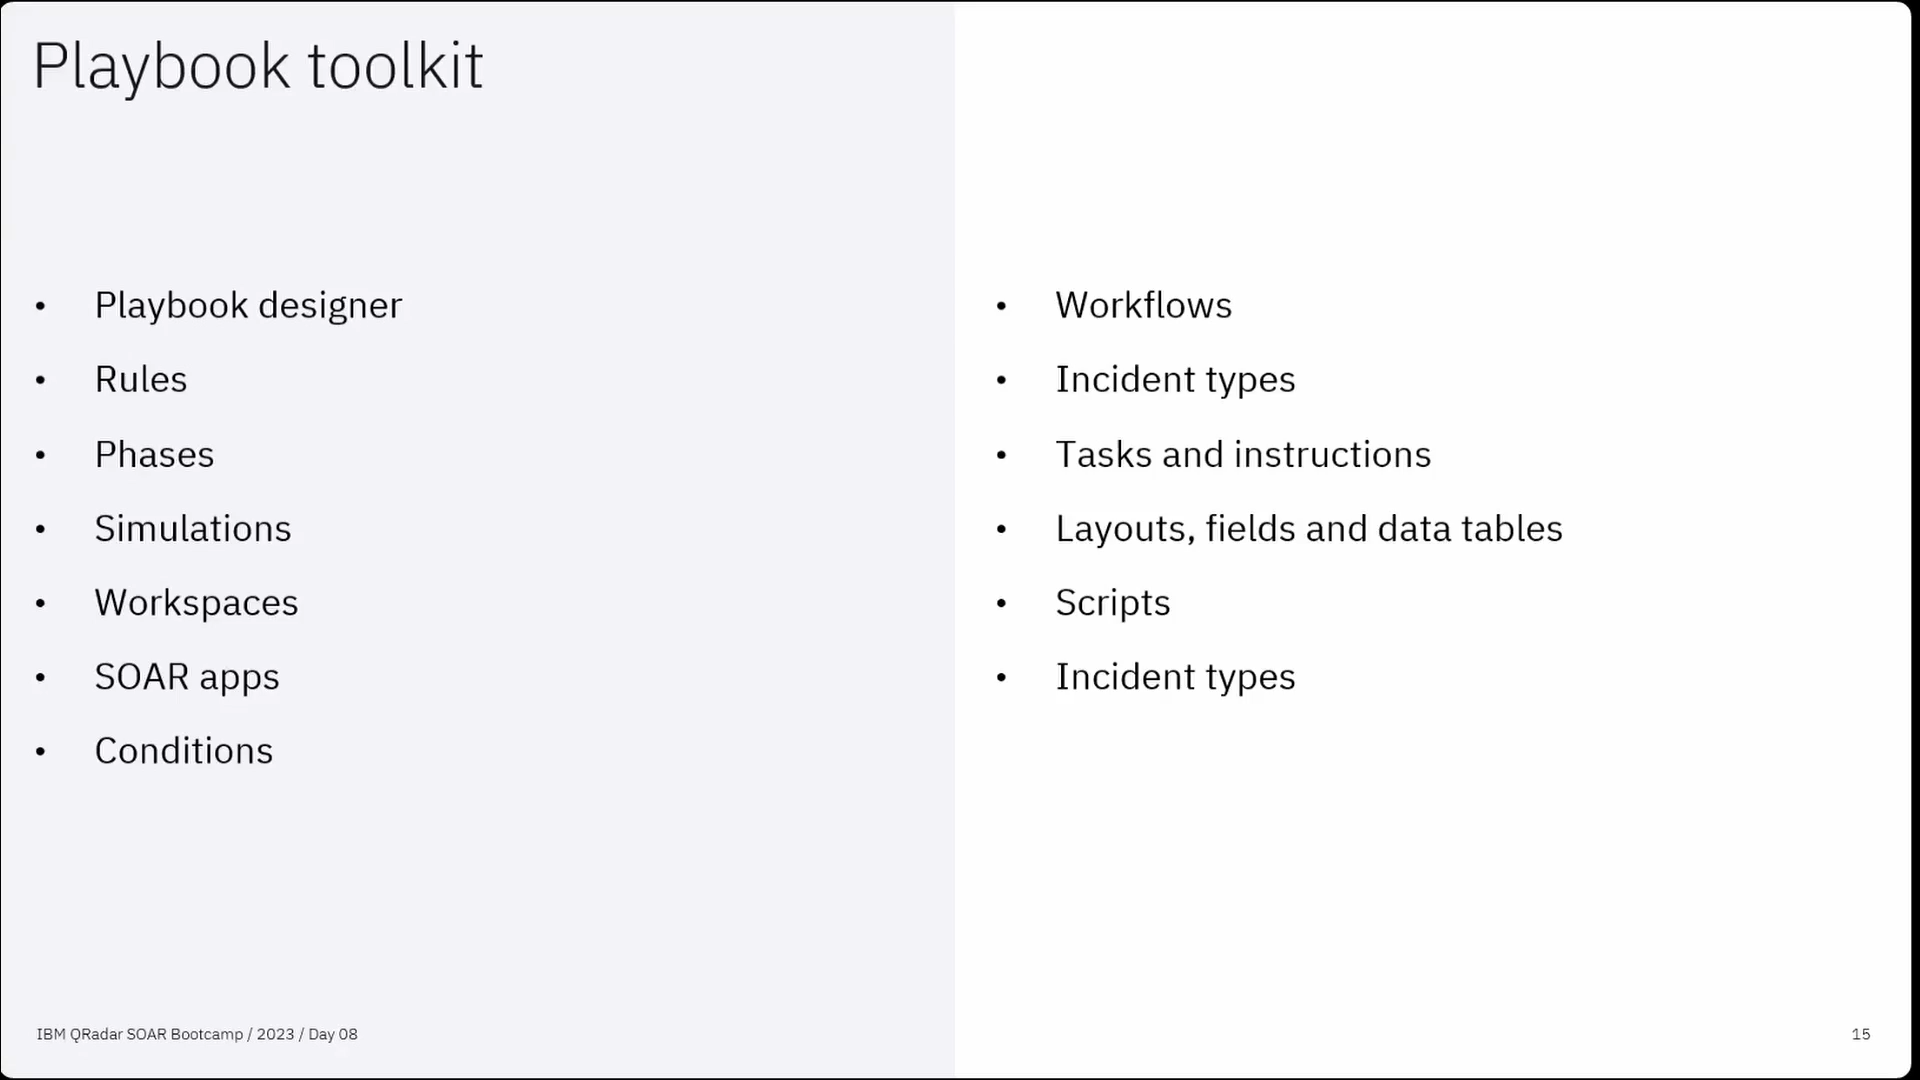 Playbook toolkit
• Playbook designer
• Rules
• Phases
• Simulations
• Workspaces
• SOAR apps
• Conditions
• Workflows
• Incident types
• Tasks and instructions
• Layouts, fields and data tables
• Scripts
• Incident types
IBM QRadar SOAR Bootcamp / 2023 / Day 08
15